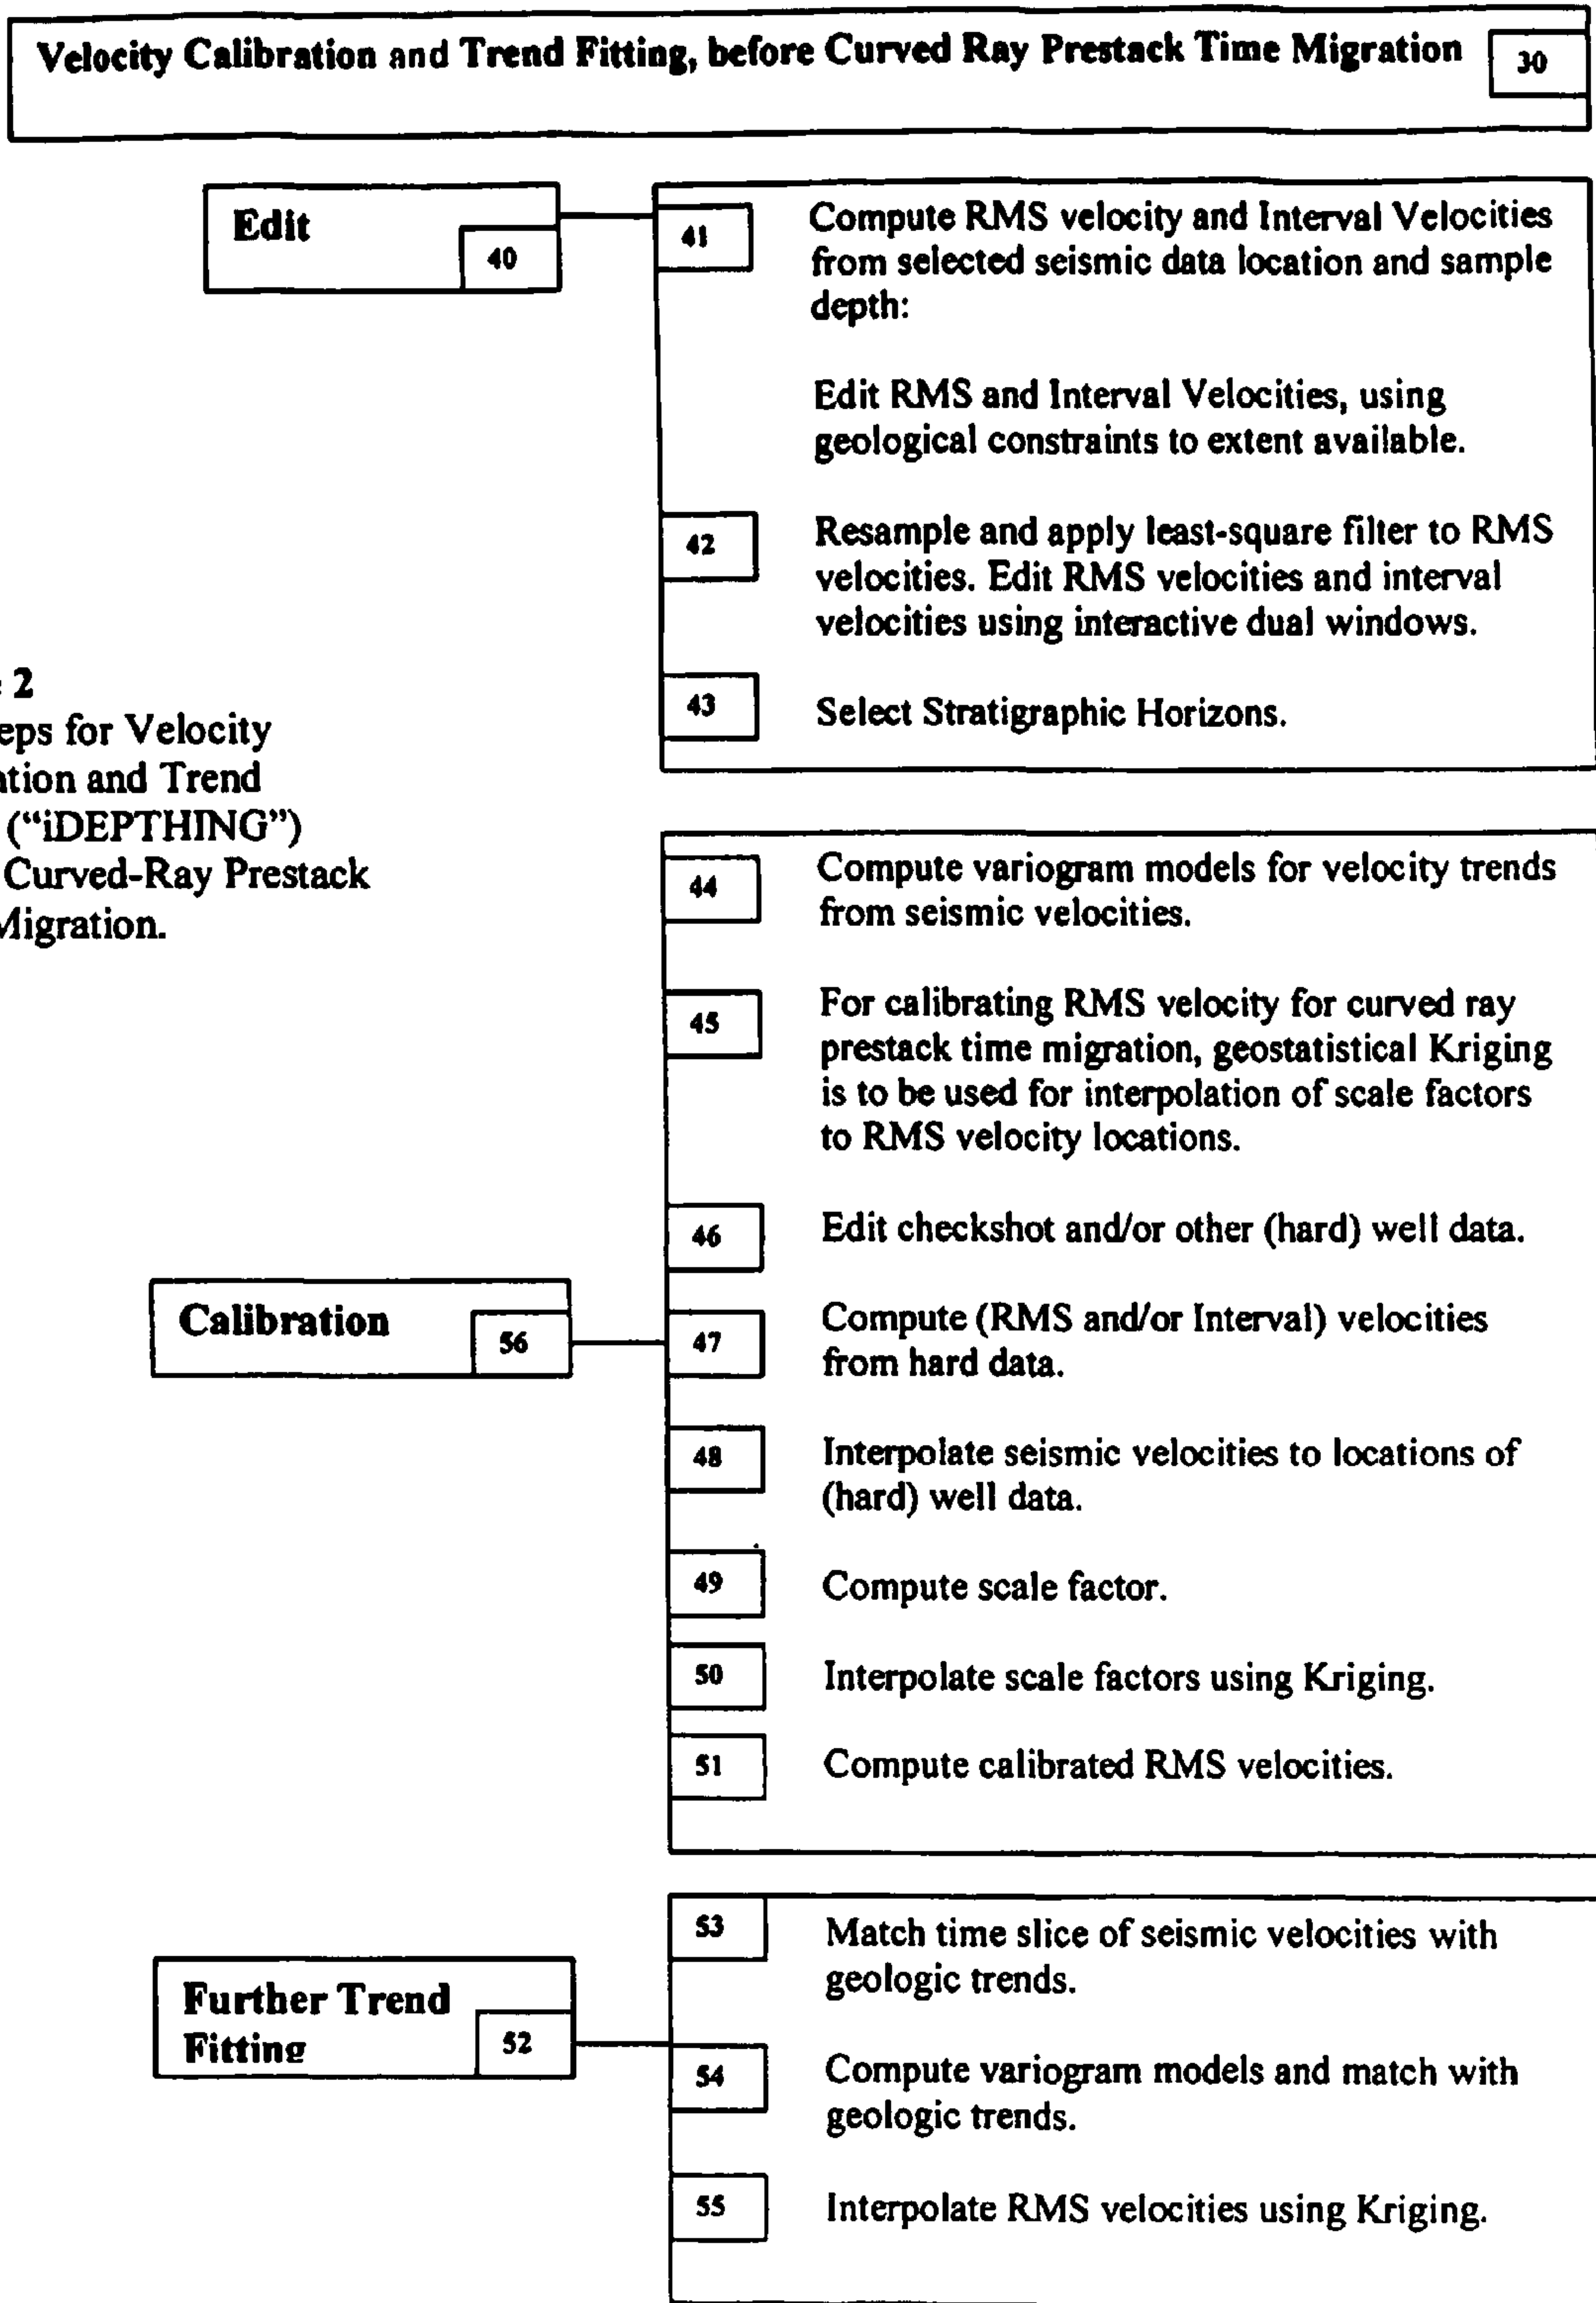 Velocity Calibration and Trend Fitting, before Curved Ray Prestack Time Migration
30
Edit
40
41
Compute RMS velocity and Interval Velocities
from selected seismic data location and sample
depth:
Edit RMS and Interval Velocities, using
geological constraints to extent available.
42
Resample and apply least-square filter to RMS
velocities. Edit RMS velocities and interval
velocities using interactive dual windows.
43
Select Stratigraphic Horizons.
2
eps for Velocity
ation and Trend
("iDEPTHING")
Curved-Ray Prestack
Migration.
44
Compute variogram models for velocity trends
from seismic velocities.
45
For calibrating RMS velocity for curved ray
prestack time migration, geostatistical Kriging
is to be used for interpolation of scale factors
to RMS velocity locations.
46
Edit checkshot and/or other (hard) well data.
Calibration
56
47
Compute (RMS and/or Interval) velocities
from hard data.
48
Interpolate seismic velocities to locations of
(hard) well data.
49
Compute scale factor.
50
Interpolate scale factors using Kriging.
51
Compute calibrated RMS velocities.
53
Match time slice of seismic velocities with
geologic trends.
Further Trend
Fitting
52
54
Compute variogram models and match with
geologic trends.
55
Interpolate RMS velocities using Kriging.